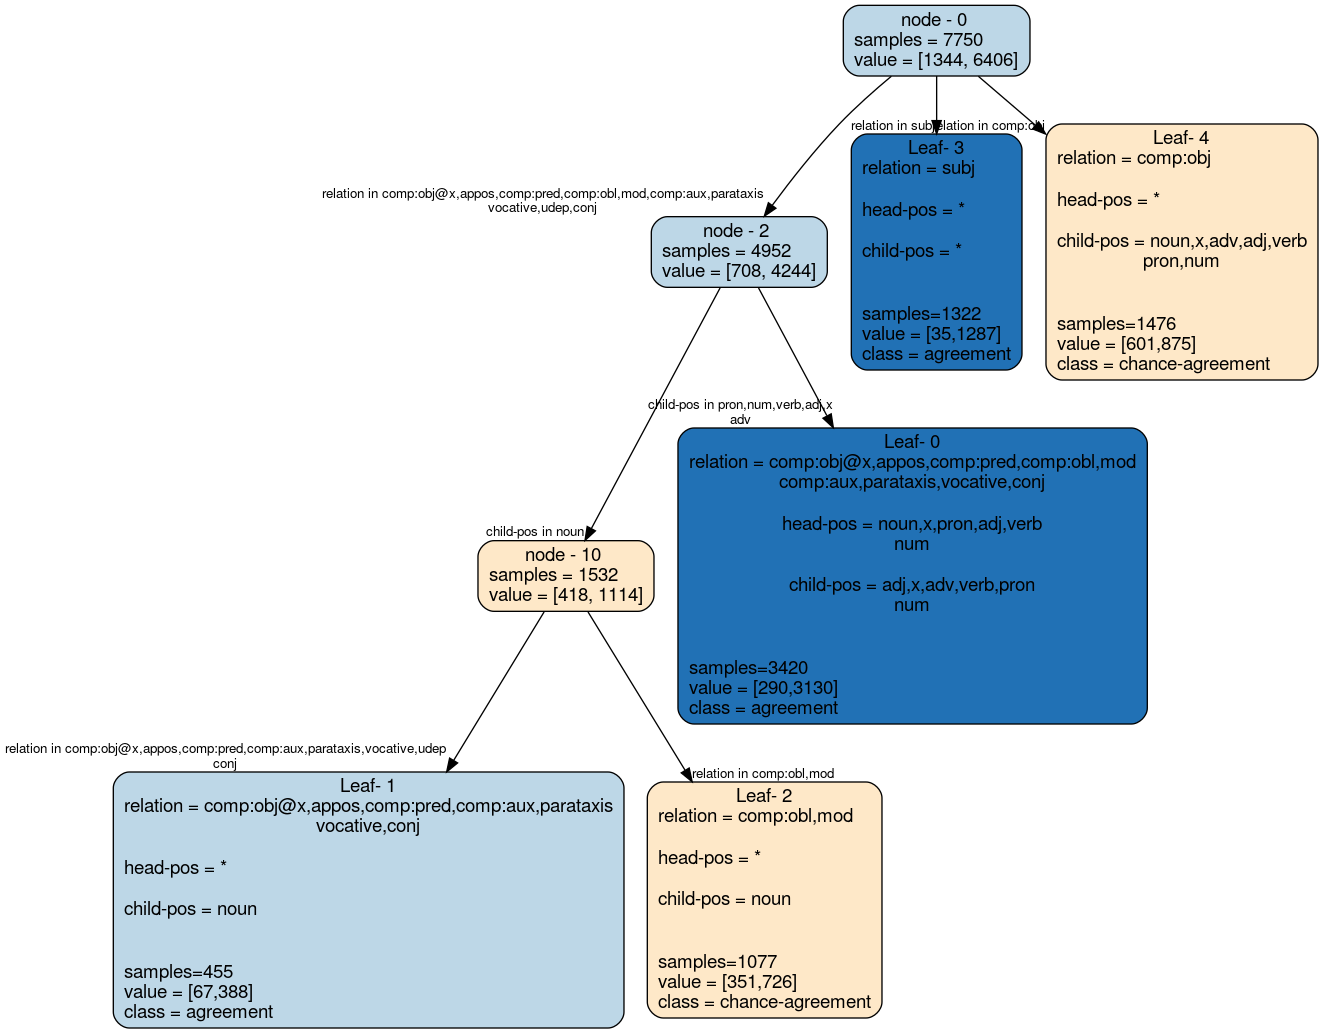 node - 0
samples = 7750
value = [1344, 6406]
relation in subj
relation in comp:obj
Leaf- 3
relation = subj
head-pos = *
child-pos = *
samples=1322
value = [35,1287]
class = agreement
Leaf- 4
relation = comp:obj
head-pos = *
child-pos = noun,x,adv,adj,verb
pron,num
samples=1476
value = [601,875]
class = chance-agreement
relation in comp:obj@x,appos,comp:pred,comp:obl,mod,comp:aux,parataxis
vocative,udep,conj
node - 2
samples = 4952
value = [708, 4244]
child-pos in pron,num,verb,adj,x
adv
Leaf- 0
relation = comp:obj@x,appos,comp:pred,comp:obl,mod
comp:aux,parataxis,vocative,conj
head-pos = noun,x,pron,adj,verb
num
child-pos = adj,x,adv,verb,pron
num
samples=3420
value = [290,3130]
class = agreement
child-pos in noun
node - 10
samples = 1532
value = [418, 1114]
relation in comp:obj@x,appos,comp:pred,comp:aux,parataxis,vocative,udep
conj
Leaf- 1
relation = comp:obj@x,appos,comp:pred,comp:aux,parataxis
vocative,conj
head-pos = *
child-pos = noun
samples=455
value = [67,388]
class = agreement
relation in comp:obl,mod
Leaf- 2
relation = comp:obl,mod
head-pos = *
child-pos = noun
samples=1077
value = [351,726]
class = chance-agreement